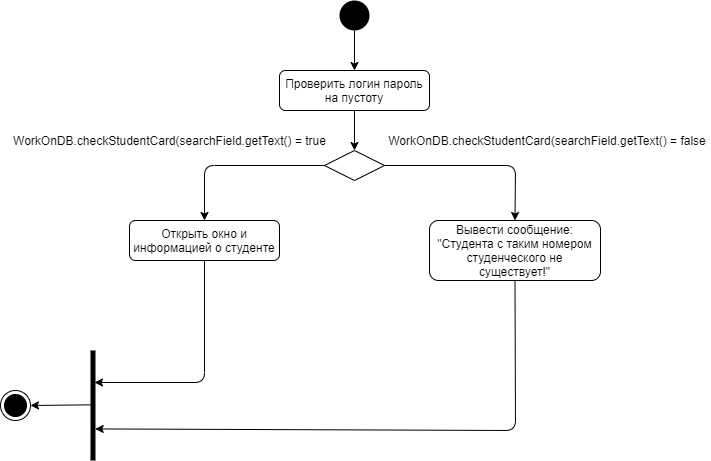 Проверить логин пароль
на пустоту
WorkOnDB.checkStudentCard(searchField.getText() = true
WorkOnDB.checkStudentCard(searchField.getText() = false
Открыть окно и
информацией о студенте
Вывести сообщение:
"Студента с таким номером
студенческого не
существует!"